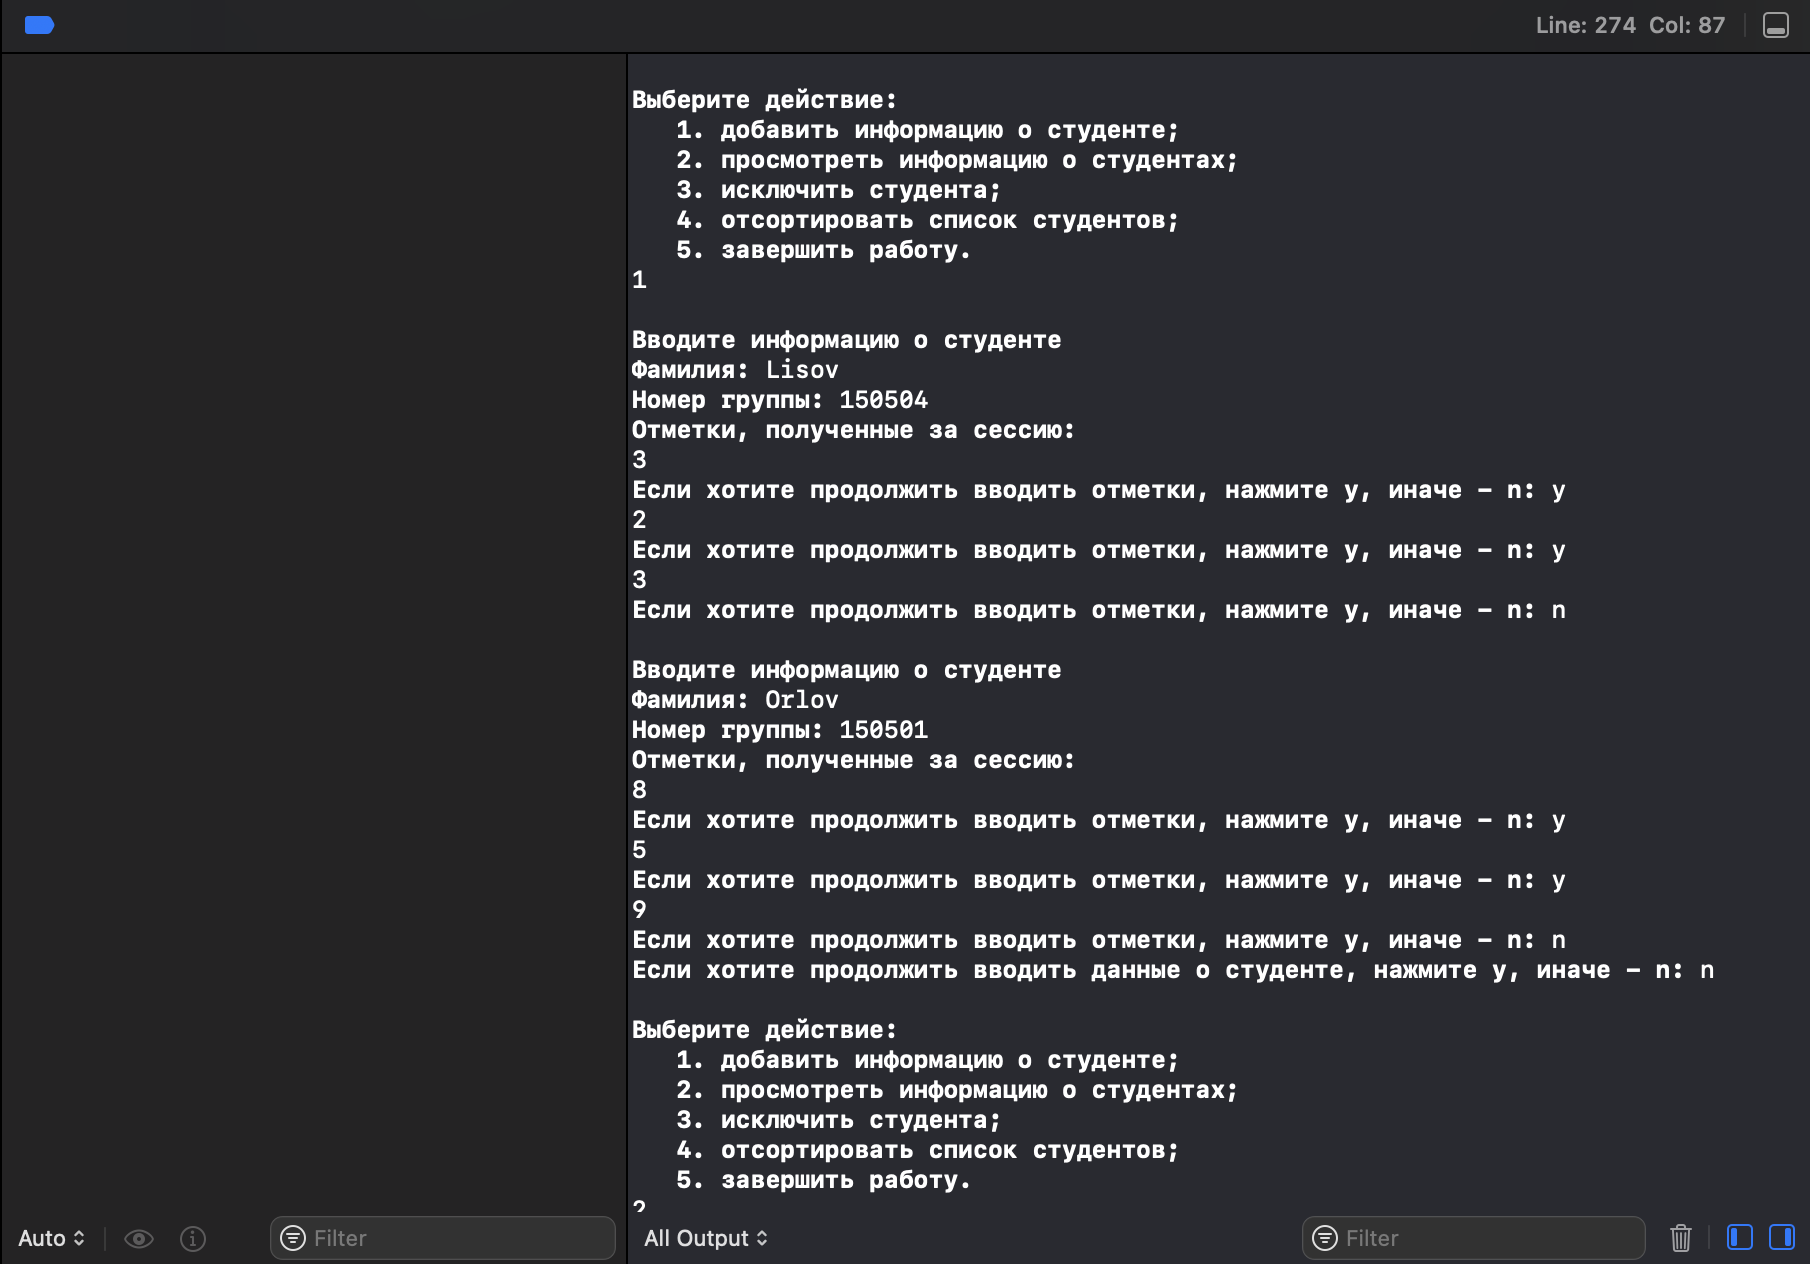 Line: 274 Col: 87
Выберите действие:
1. добавить информацию о студенте;
2. просмотреть информацию о студентах;
3. исключить студента;
4. отсортировать список студентов;
5. завершить работу.
1
Вводите информацию о студенте
Фамилия: Lisov
Номер группы: 150504
Отметки, полученные за сессию:
3
Если хотите продолжить вводить отметки, нажмите y, иначе – n: y
2
Если хотите продолжить вводить отметки, нажмите y, иначе – n: y
3
Если хотите продолжить вводить отметки, нажмите y, иначе – n: n
Вводите информацию о студенте
Фамилия: Orlov
Номер группы: 150501
Отметки, полученные за сессию:
8
Если хотите продолжить вводить отметки, нажмите y, иначе – n: y
5
Если хотите продолжить вводить отметки, нажмите y, иначе – n: y
9
Если хотите продолжить вводить отметки, нажмите y, иначе – n: n
Если хотите продолжить вводить данные о студенте, нажмите y, иначе – n: n
Выберите действие:
1. добавить информацию о студенте;
2. просмотреть информацию о студентах;
3. исключить студента;
4. отсортировать список студентов;
5. завершить работу.
Auto
Filter
All Output
Filter